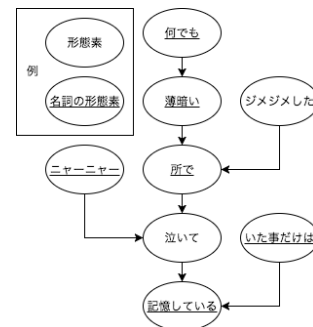 形態素
例
名詞の形態素
何でも
薄暗い
ジメジメした
ニャーニャー
所で
泣いて
いた事だけは
記憶している